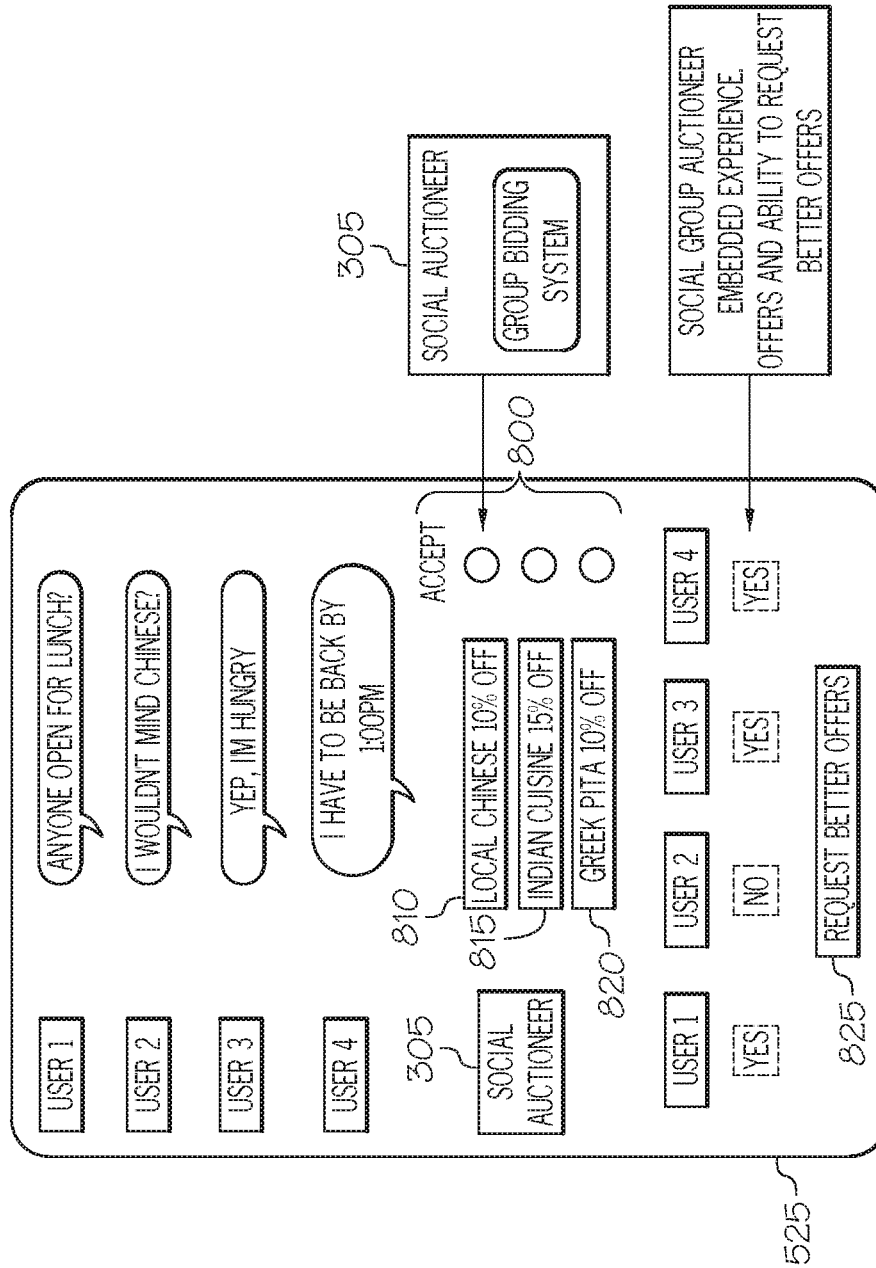 USER 1
ANYONE OPEN FOR LUNCH?
USER 2
I WOULDN'T MIND CHINESE?
USER 3
YEP, I'M HUNGRY
USER 4
I HAVE TO BE BACK BY
1:00PM
305
SOCIAL
AUCTIONEER
810
LOCAL CHINESE 10% OFF
815
INDIAN CUISINE 15% OFF
820
GREEK PITA 10% OFF
ACCEPT
800
305
SOCIAL AUCTIONEER
GROUP BIDDING
SYSTEM
USER 1
USER 2
USER 3
USER 4
YES
NO
YES
YES
SOCIAL GROUP AUCTIONEER
EMBEDDED EXPERIENCE.
OFFERS AND ABILITY TO REQUEST
BETTER OFFERS
825
REQUEST BETTER OFFERS
525